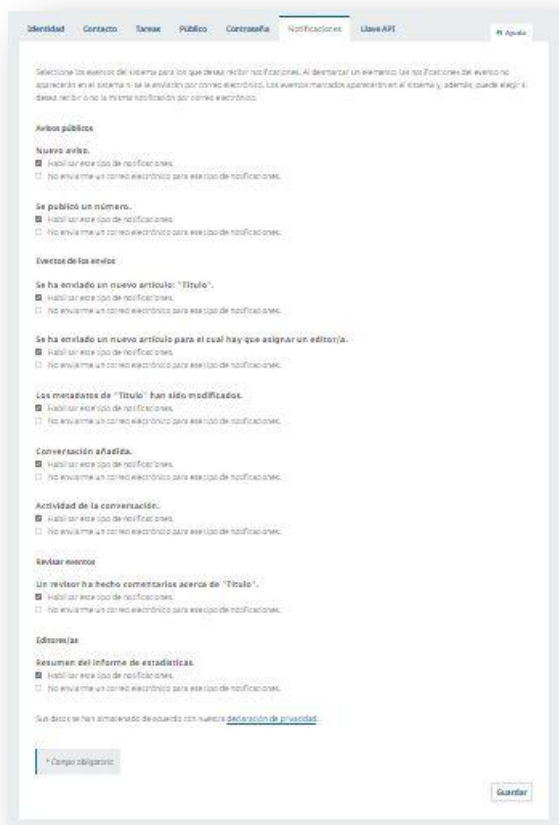 Identidad Contacto Tareas Público Contraseña Notificaciones Llave API
Ayuda
Seleccione los eventos del sistema para los que desea recibir notificaciones. Al desmarcar un elemento, las notificaciones del evento no
aparecerán en el sistema ni se le enviarán por correo electrónico. Los eventos marcados aparecerán en el sistema y, además, puede elegir si
desea recibir o no la misma notificación por correo electrónico.
Avisos públicos
Nuevo aviso.
Habilitar este tipo de notificaciones.
No enviarme un correo electrónico para ese tipo de notificaciones.
Se publicó un número.
Habilitar este tipo de notificaciones.
No enviarme un correo electrónico para ese tipo de notificaciones.
Eventos de los envíos
Se ha enviado un nuevo artículo: "Título".
Habilitar este tipo de notificaciones.
No enviarme un correo electrónico para ese tipo de notificaciones.
Se ha enviado un nuevo artículo para el cual hay que asignar un editor/a.
Habilitar este tipo de notificaciones.
No enviarme un correo electrónico para ese tipo de notificaciones.
Los metadatos de "Título" han sido modificados.
Habilitar este tipo de notificaciones.
No enviarme un correo electrónico para ese tipo de notificaciones.
Conversación añadida.
Habilitar este tipo de notificaciones.
No enviarme un correo electrónico para ese tipo de notificaciones.
Actividad de la conversación.
Habilitar este tipo de notificaciones.
No enviarme un correo electrónico para ese tipo de notificaciones.
Revisar eventos
Un revisor ha hecho comentarios acerca de "Título".
Habilitar este tipo de notificaciones.
No enviarme un correo electrónico para ese tipo de notificaciones.
Editores/as
Resumen del informe de estadísticas.
Habilitar este tipo de notificaciones.
No enviarme un correo electrónico para ese tipo de notificaciones.
Sus datos se han almacenado de acuerdo con nuestra declaración de privacidad.
* Campo obligatorio
Guardar